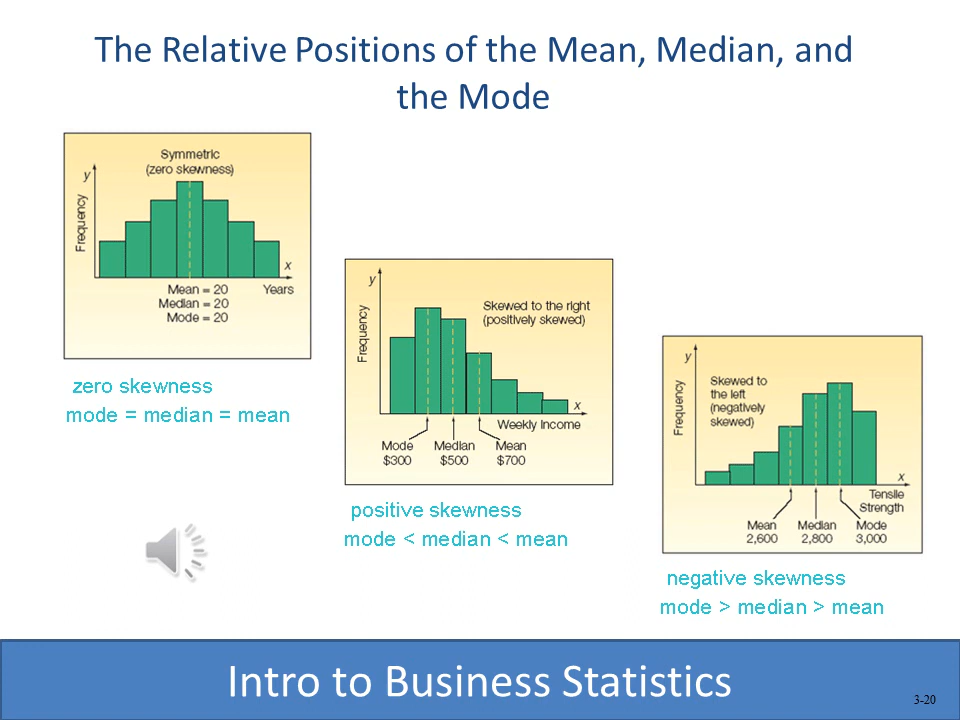 The Relative Positions of the Mean, Median, and
the Mode
Symmetric
(zero skewness)
y
Frequency
x
Years
Mean = 20
Median = 20
Mode = 20
zero skewness
mode = median = mean
y
Frequency
Skewed to the right
(positively skewed)
x
Weekly Income
Mode Median Mean
$300 $500 $700
positive skewness
mode < median < mean
y
Frequency
Skewed to
the left
(negatively
skewed)
x
Tensile
Strength
Mean Median Mode
2,600 2,800 3,000
negative skewness
mode > median > mean
Intro to Business Statistics
3-20